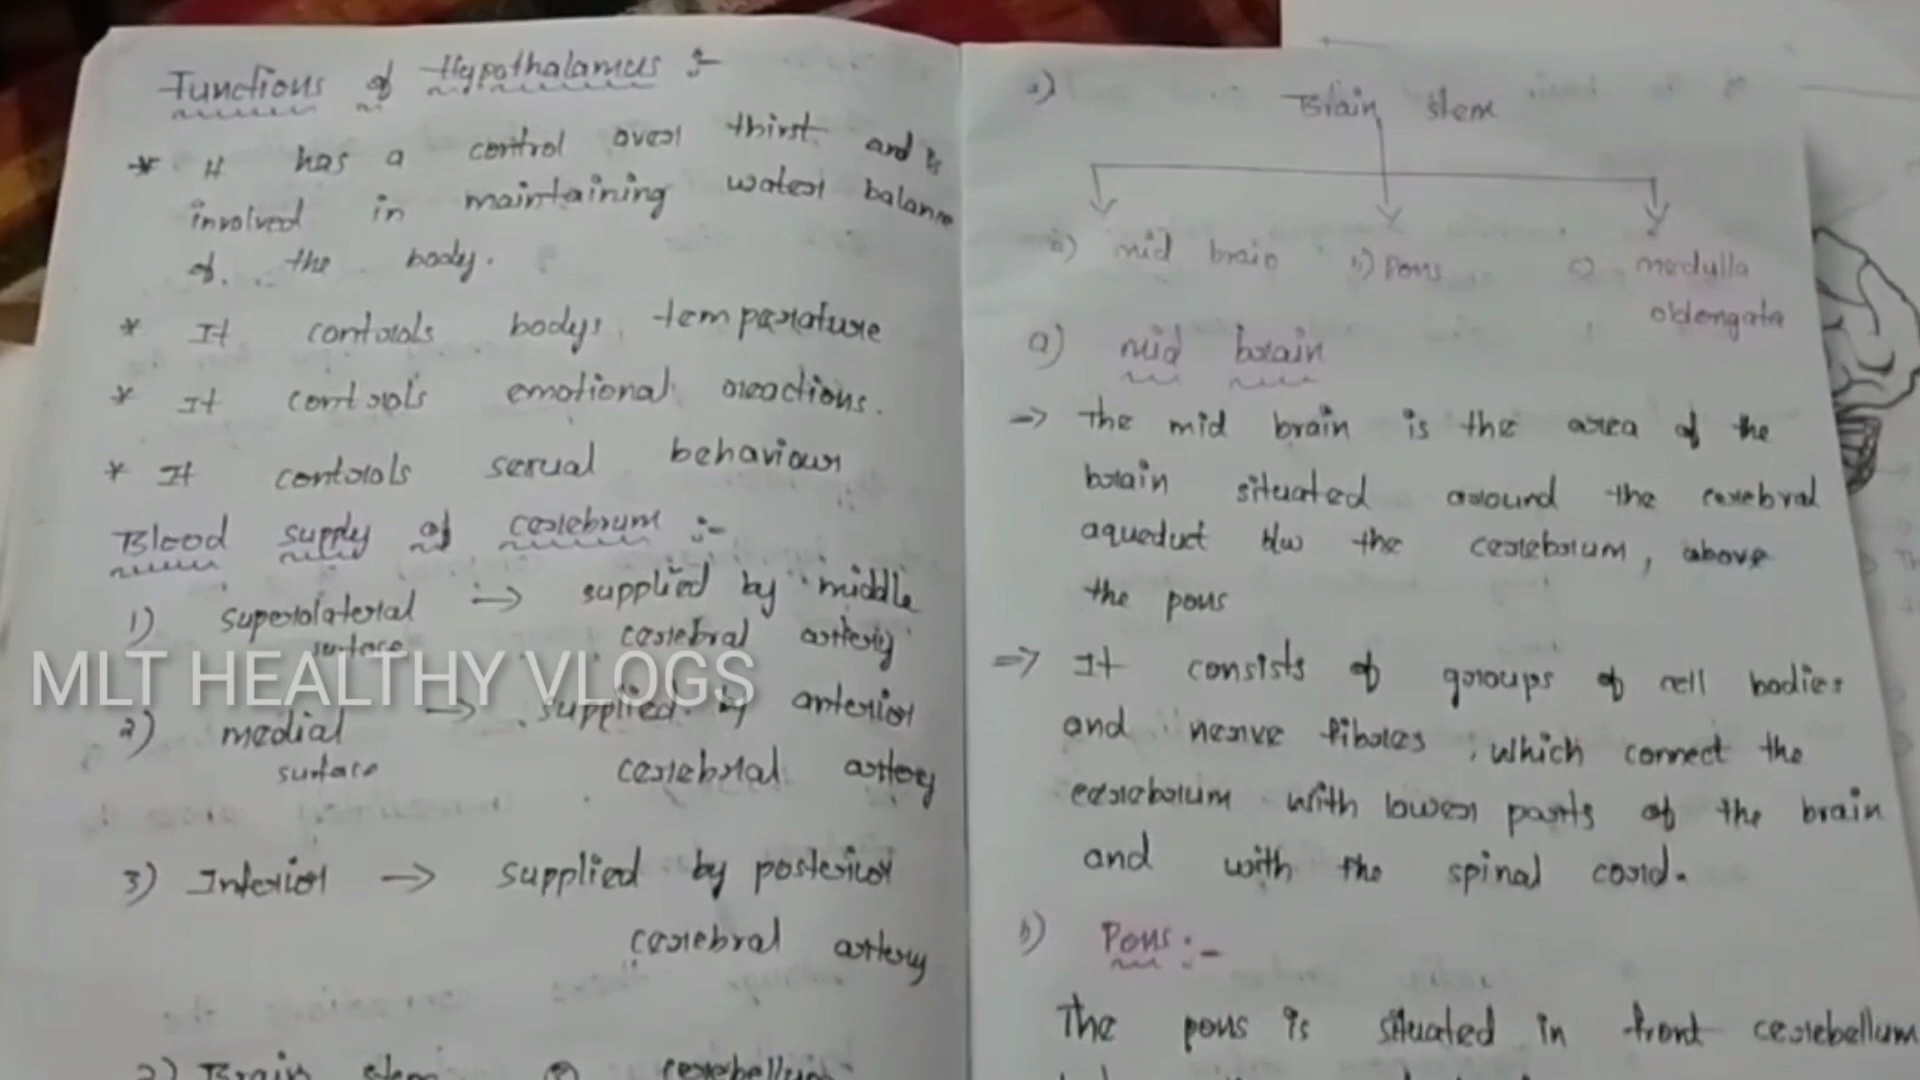 Functions of Hypothalamus :-
* It has a control over thirst and is
involved in maintaining water balance
of the body.
* It controls bodys temparature
* It controls emotional reactions.
* It controls sexual behaviour
Blood supply of cerebrum :-
1) superolateral surface → supplied by middle
cerebral artery
MLT HEALTHY VLOGS
2) medial surface → supplied by anterior
cerebral artery
3) Inferior → supplied by posterior
cerebral artery
2) Brain stem cerebellum
2) Brain stem
a) mid brain b) Pons c) medulla
oblongata
a) mid brain
→ the mid brain is the area of the
brain situated around the cerebral
aqueduct b/w the cerebrum, above
the pons
⇒ It consists of groups of cell bodies
and nerve fibres, which connect the
cerebrum with lower parts of the brain
and with the spinal cord.
b) Pons :-
The pons is situated in front cerebellum